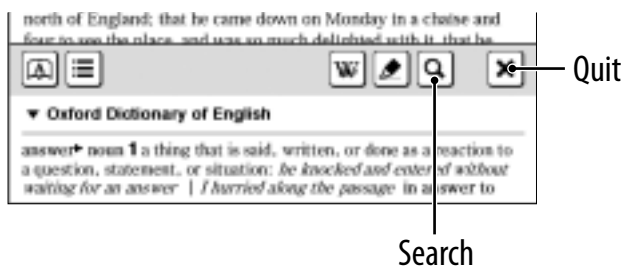 north of England; that he came down on Monday in a chaise and
four to see the place, and was so much delighted with it, that he
A
W
Quit
▼ Oxford Dictionary of English
answer noun 1 a thing that is said, written, or done as a reaction to
a question, statement, or situation: he knocked and entered without
waiting for an answer | I hurried along the passage in answer to
Search